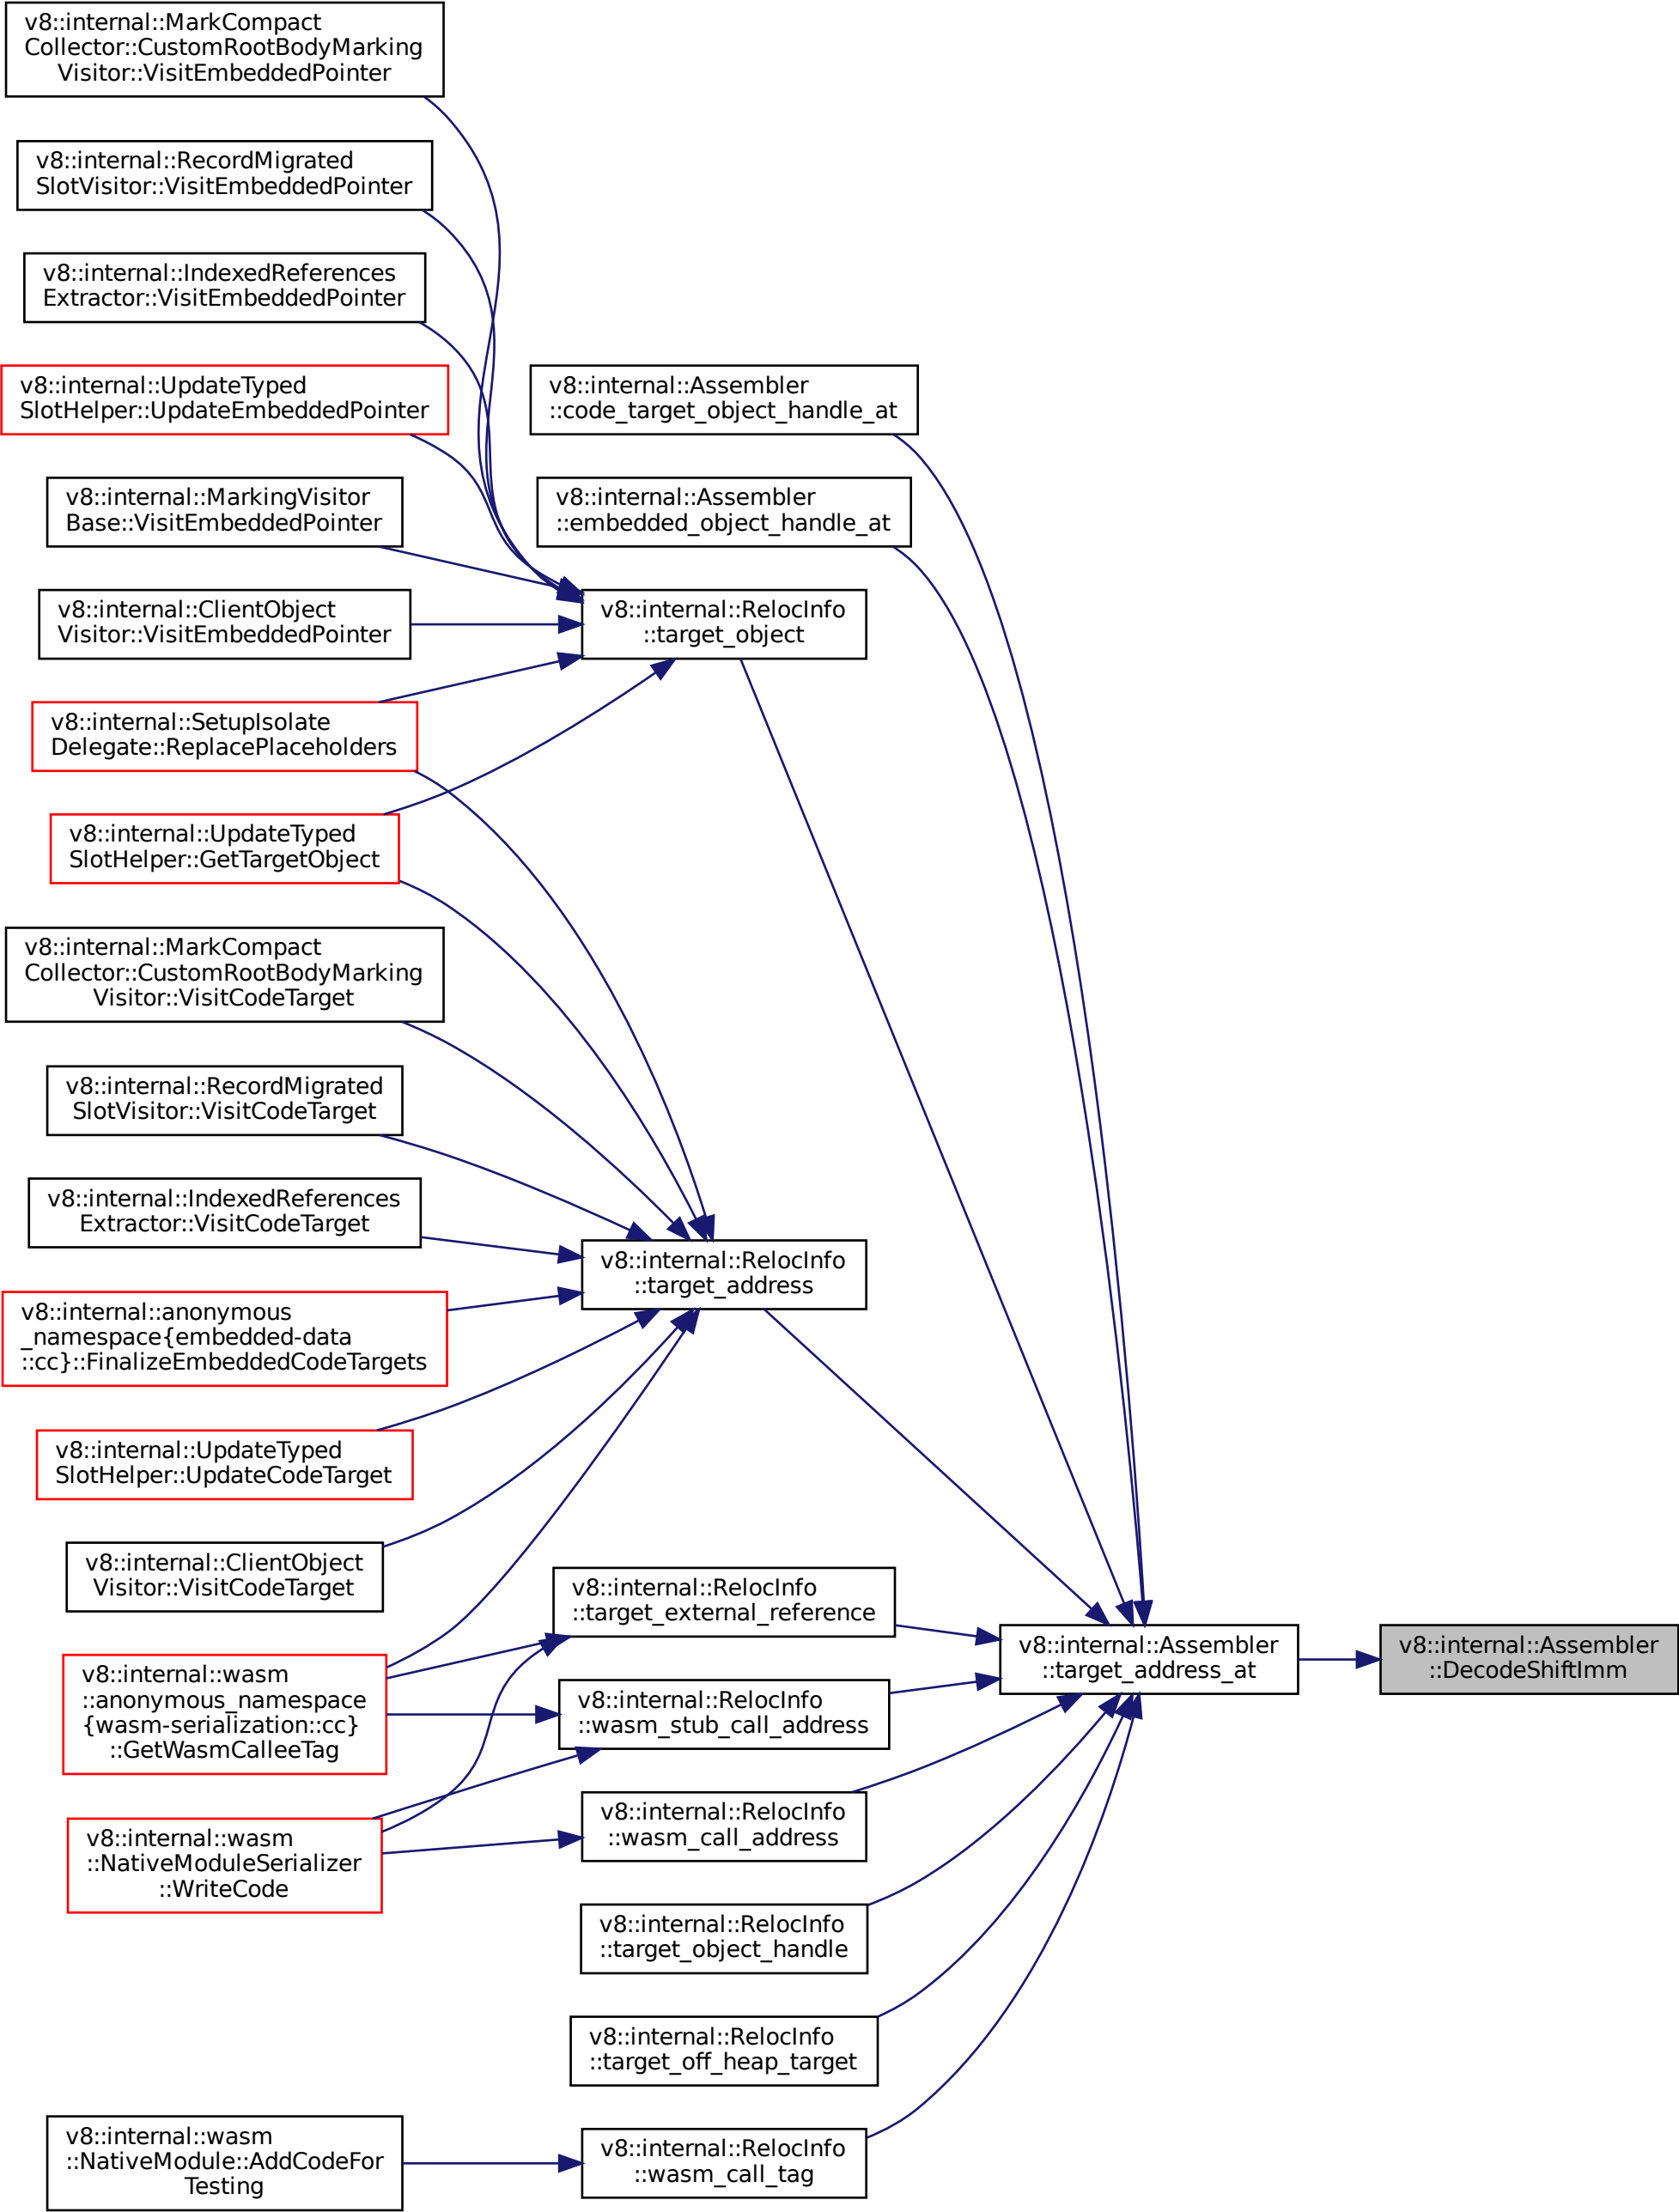 v8::internal::MarkCompact
Collector::CustomRootBodyMarking
Visitor::VisitEmbeddedPointer
v8::internal::RecordMigrated
SlotVisitor::VisitEmbeddedPointer
v8::internal::IndexedReferences
Extractor::VisitEmbeddedPointer
v8::internal::UpdateTyped
SlotHelper::UpdateEmbeddedPointer
v8::internal::MarkingVisitor
Base::VisitEmbeddedPointer
v8::internal::ClientObject
Visitor::VisitEmbeddedPointer
v8::internal::SetupIsolate
Delegate::ReplacePlaceholders
v8::internal::UpdateTyped
SlotHelper::GetTargetObject
v8::internal::MarkCompact
Collector::CustomRootBodyMarking
Visitor::VisitCodeTarget
v8::internal::RecordMigrated
SlotVisitor::VisitCodeTarget
v8::internal::IndexedReferences
Extractor::VisitCodeTarget
v8::internal::anonymous
_namespace{embedded-data
::cc}::FinalizeEmbeddedCodeTargets
v8::internal::UpdateTyped
SlotHelper::UpdateCodeTarget
v8::internal::ClientObject
Visitor::VisitCodeTarget
v8::internal::wasm
::anonymous_namespace
{wasm-serialization::cc}
::GetWasmCalleeTag
v8::internal::wasm
::NativeModuleSerializer
::WriteCode
v8::internal::wasm
::NativeModule::AddCodeFor
Testing
v8::internal::Assembler
::code_target_object_handle_at
v8::internal::Assembler
::embedded_object_handle_at
v8::internal::RelocInfo
::target_object
v8::internal::RelocInfo
::target_address
v8::internal::RelocInfo
::target_external_reference
v8::internal::RelocInfo
::wasm_stub_call_address
v8::internal::RelocInfo
::wasm_call_address
v8::internal::RelocInfo
::target_object_handle
v8::internal::RelocInfo
::target_off_heap_target
v8::internal::RelocInfo
::wasm_call_tag
v8::internal::Assembler
::target_address_at
v8::internal::Assembler
::DecodeShiftImm